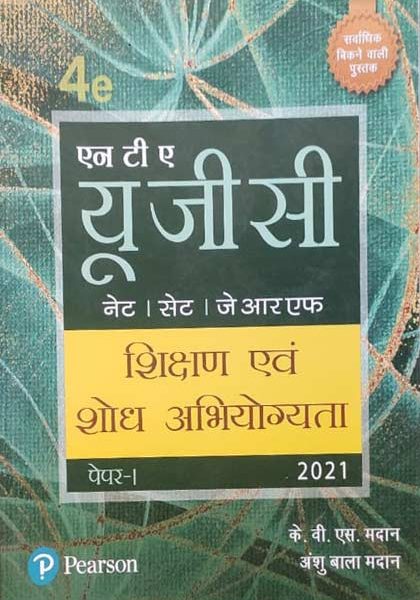 सर्वाधिक
बिकने वाली
पुस्तक
4e
एन टी ए
यू जी सी
नेट । सेट । जे आर एफ
शिक्षण एवं
शोध अभियोग्यता
पेपर-I
2021
के. वी. एस. मदान
अंशु बाला मदान
Pearson